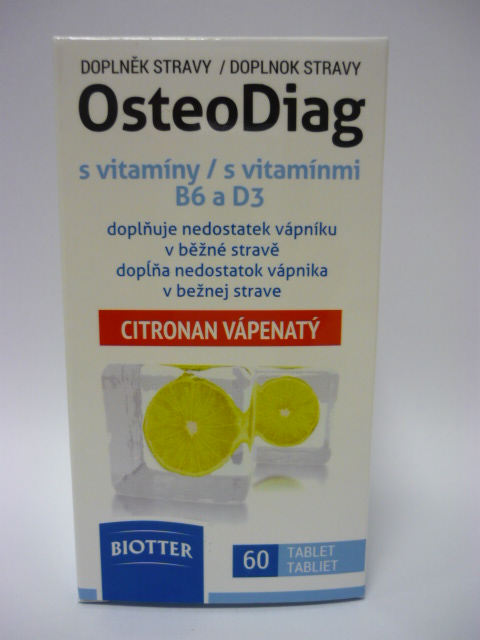 DOPLNĚK STRAVY / DOPLNOK STRAVY
OsteoDiag
s vitamíny / s vitamínmi
B6 a D3
doplňuje nedostatek vápníku
v běžné stravě
dopĺňa nedostatok vápnika
v bežnej strave
CITRONAN VÁPENATÝ
BIOTTER
60 TABLET
TABLIET